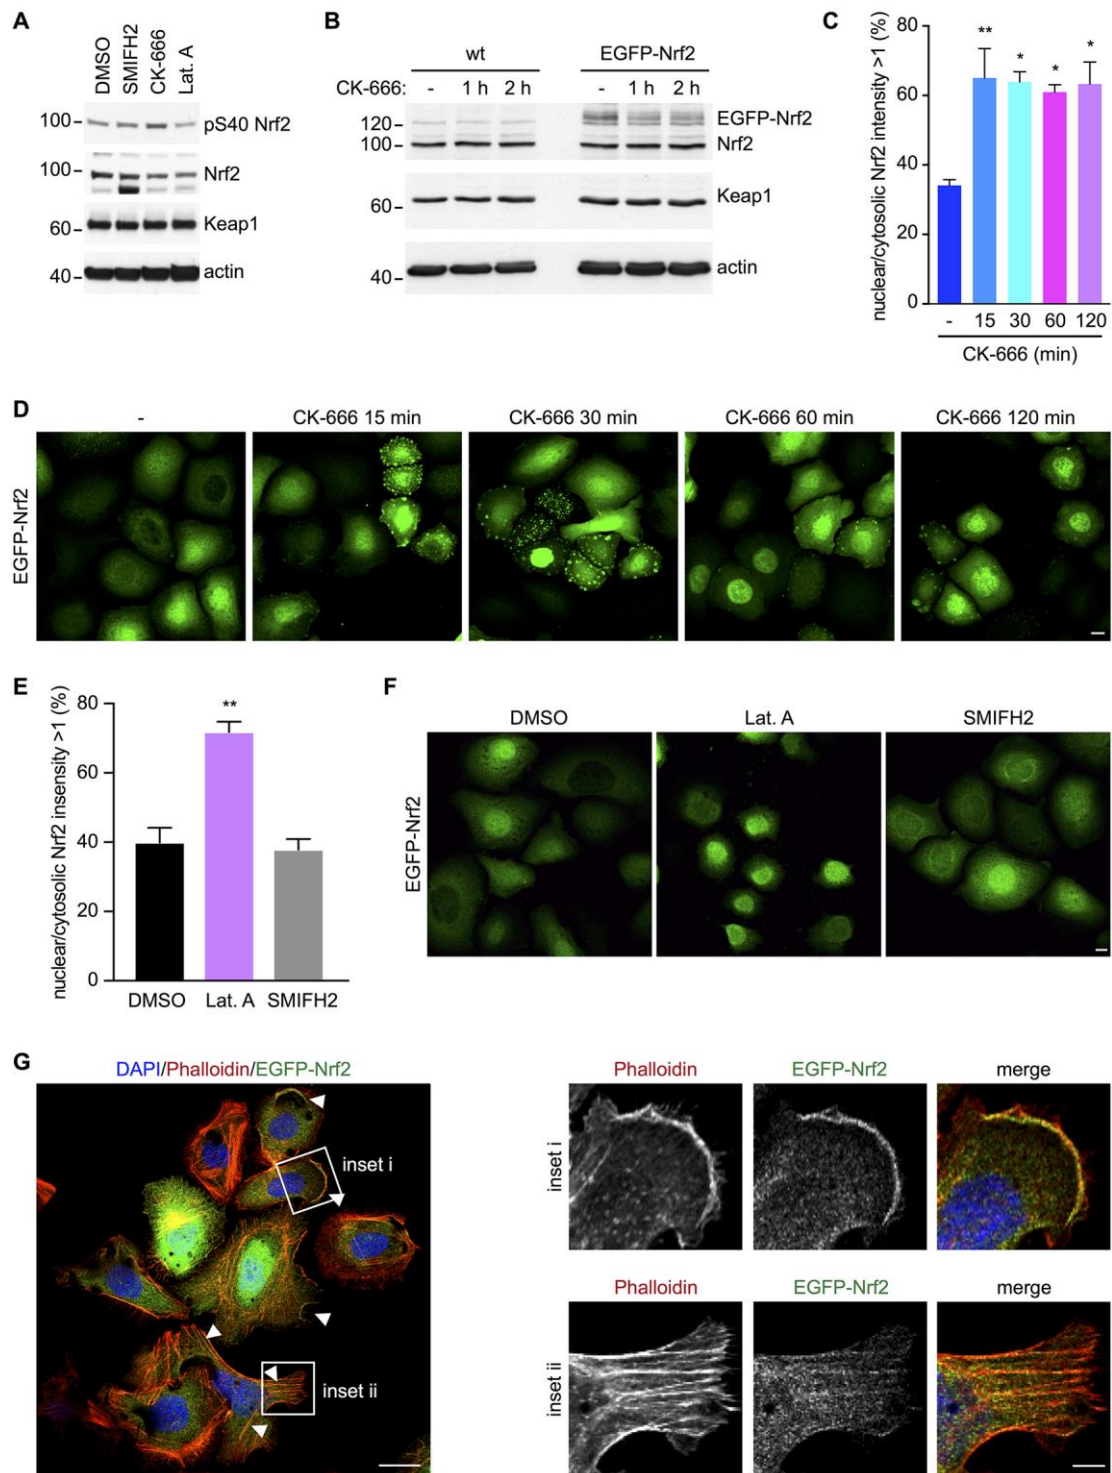 A
DMSO
SMIFH2
CK-666
Lat. A
100
pS40 Nrf2
100
Nrf2
60
Keap1
40
actin
B
wt
EGFP-Nrf2
CK-666: - 1 h 2 h - 1 h 2 h
120
EGFP-Nrf2
100
Nrf2
60
Keap1
40
actin
C
nuclear/cytosolic Nrf2 intensity >1 (%)
80
60
40
20
0
**
*
*
*
- 15 30 60 120
CK-666 (min)
D
- CK-666 15 min CK-666 30 min CK-666 60 min CK-666 120 min
EGFP-Nrf2
E
nuclear/cytosolic Nrf2 insensity >1 (%)
80
60
40
20
0
**
DMSO Lat. A SMIFH2
F
DMSO Lat. A SMIFH2
EGFP-Nrf2
G
DAPI/Phalloidin/EGFP-Nrf2
inset i
inset ii
Phalloidin EGFP-Nrf2 merge
inset i
Phalloidin EGFP-Nrf2 merge
inset ii